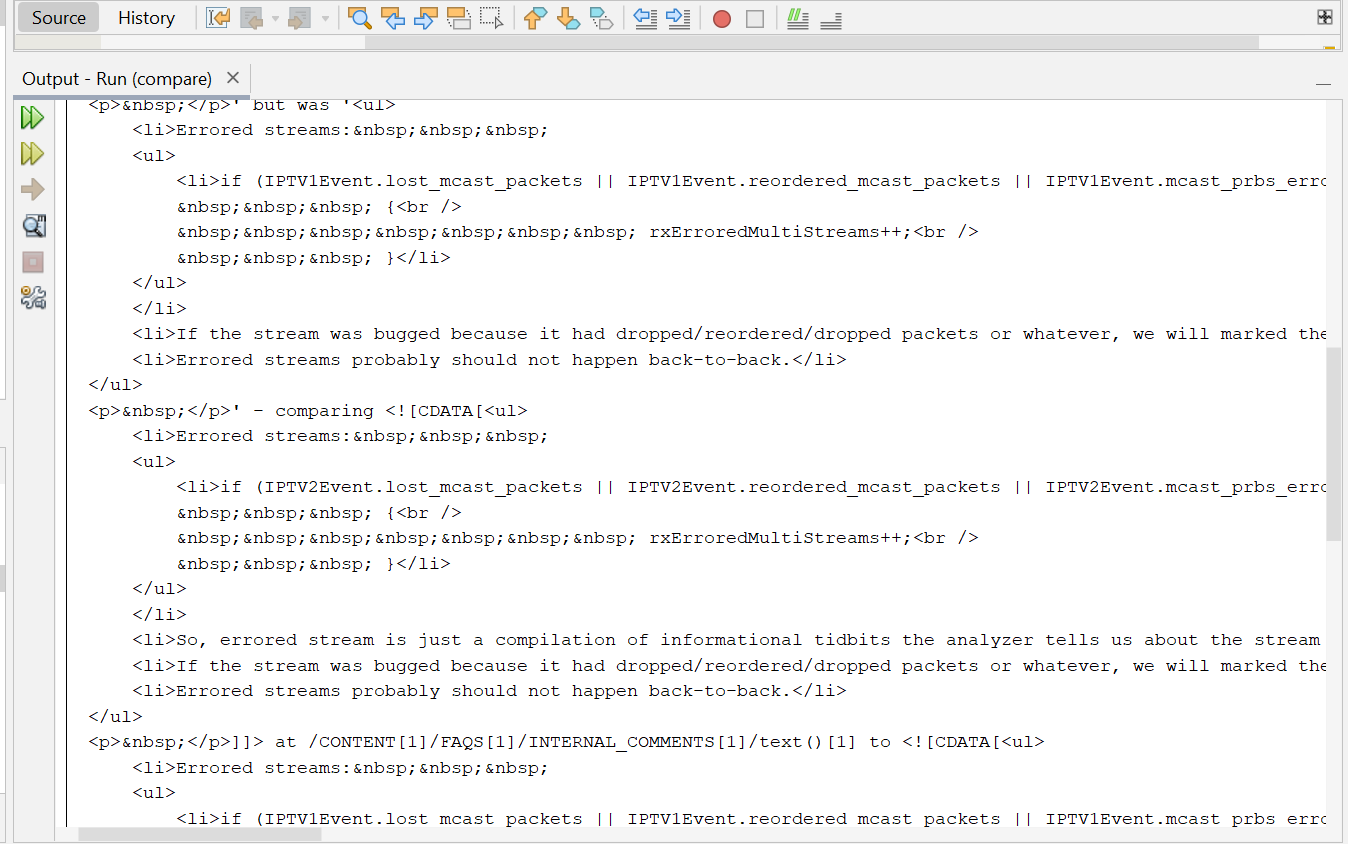 Source History
Output - Run (compare)
<p>&nbsp;</p>' but was '<ul>
<li>Errored streams:&nbsp;&nbsp;&nbsp;
<ul>
<li>if (IPTV1Event.lost_mcast_packets || IPTV1Event.reordered_mcast_packets || IPTV1Event.mcast_prbs_erro
&nbsp;&nbsp;&nbsp; {<br />
&nbsp;&nbsp;&nbsp;&nbsp;&nbsp;&nbsp;&nbsp; rxErroredMultiStreams++;<br />
&nbsp;&nbsp;&nbsp; }</li>
</ul>
</li>
<li>If the stream was bugged because it had dropped/reordered/dropped packets or whatever, we will marked the
<li>Errored streams probably should not happen back-to-back.</li>
</ul>
<p>&nbsp;</p>' - comparing <![CDATA[<ul>
<li>Errored streams:&nbsp;&nbsp;&nbsp;
<ul>
<li>if (IPTV2Event.lost_mcast_packets || IPTV2Event.reordered_mcast_packets || IPTV2Event.mcast_prbs_erro
&nbsp;&nbsp;&nbsp; {<br />
&nbsp;&nbsp;&nbsp;&nbsp;&nbsp;&nbsp;&nbsp; rxErroredMultiStreams++;<br />
&nbsp;&nbsp;&nbsp; }</li>
</ul>
</li>
<li>So, errored stream is just a compilation of informational tidbits the analyzer tells us about the stream
<li>If the stream was bugged because it had dropped/reordered/dropped packets or whatever, we will marked the
<li>Errored streams probably should not happen back-to-back.</li>
</ul>
<p>&nbsp;</p>]]> at /CONTENT[1]/FAQS[1]/INTERNAL_COMMENTS[1]/text()[1] to <![CDATA[<ul>
<li>Errored streams:&nbsp;&nbsp;&nbsp;
<ul>
<li>if (IPTV1Event.lost_mcast_packets || IPTV1Event.reordered_mcast_packets || IPTV1Event.mcast_prbs_erro